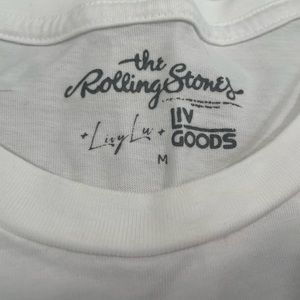 the
Rolling Stones
+ Livy Lu + LIV GOODS
M